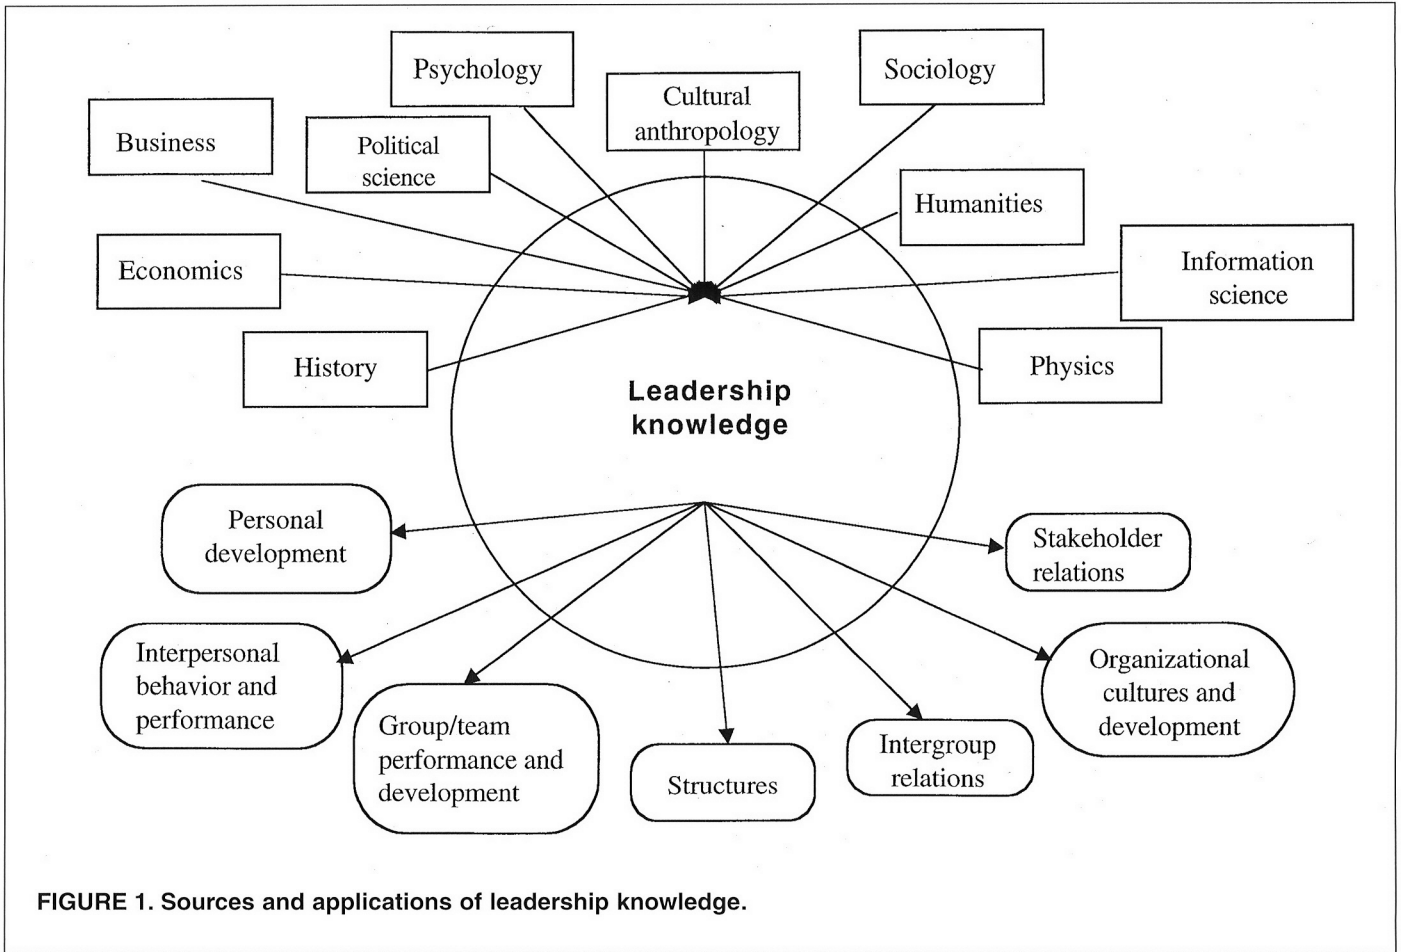 Psychology
Sociology
Cultural
anthropology
Business
Political
science
Humanities
Economics
Information
science
History
Physics
Leadership
knowledge
Personal
development
Stakeholder
relations
Interpersonal
behavior and
performance
Organizational
cultures and
development
Group/team
performance and
development
Structures
Intergroup
relations
FIGURE 1. Sources and applications of leadership knowledge.